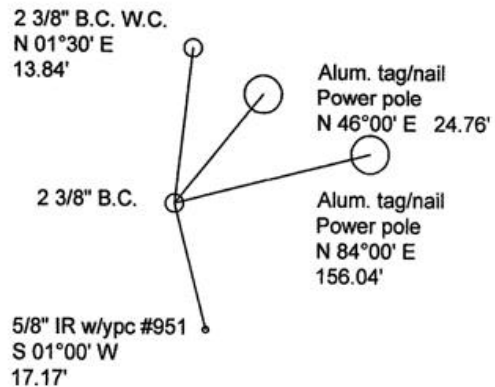 2 3/8" B.C. W.C.
N 01°30' E
13.84'
Alum. tag/nail
Power pole
N 46°00' E 24.76'
2 3/8" B.C.
Alum. tag/nail
Power pole
N 84°00' E
156.04'
5/8" IR w/ypc #951
S 01°00' W
17.17'